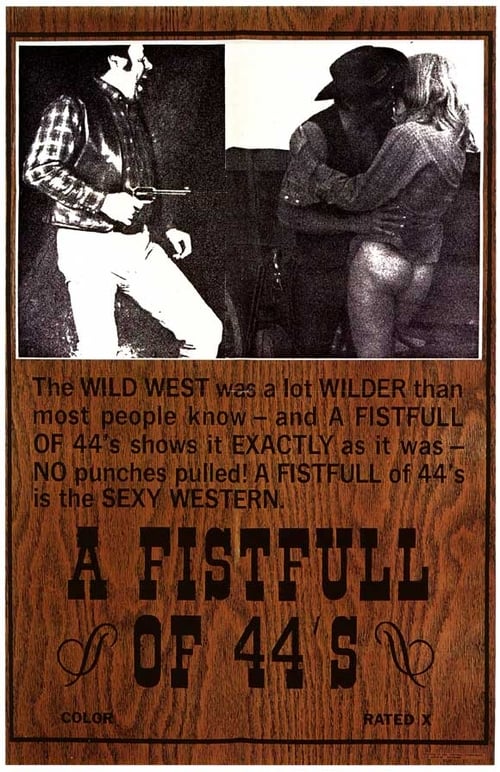 The WILD WEST was a lot WILDER than
most people know – and A FISTFULL
OF 44's shows it EXACTLY as it was –
NO punches pulled! A FISTFULL of 44's
is the SEXY WESTERN.
A FISTFULL
OF 44'S
COLOR RATED X